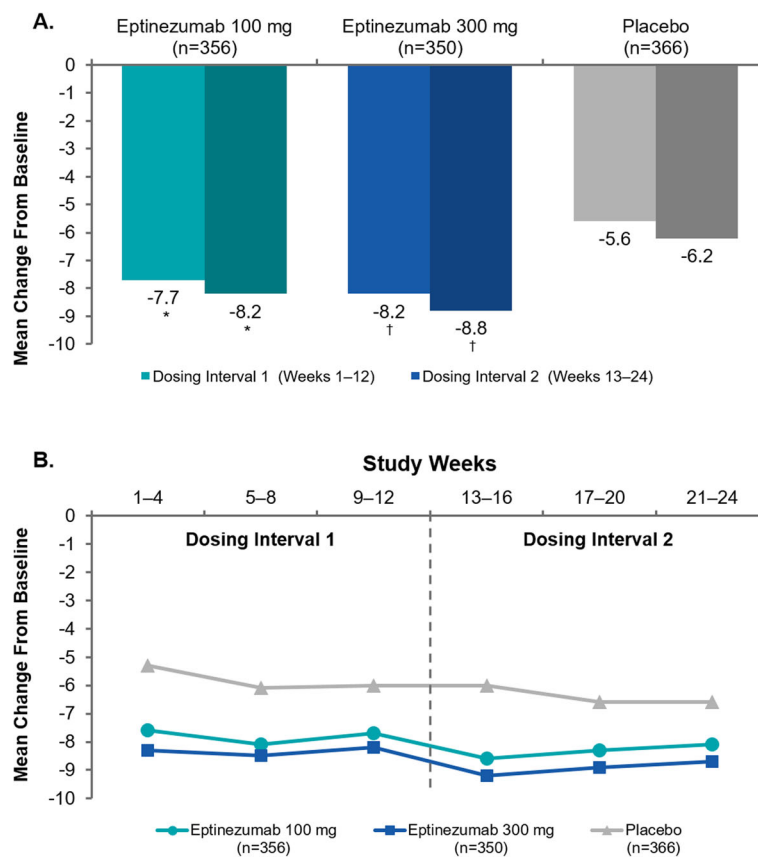 A.
Eptinezumab 100 mg
(n=356)
Eptinezumab 300 mg
(n=350)
Placebo
(n=366)
Mean Change From Baseline
0
-1
-2
-3
-4
-5
-6
-7
-8
-9
-10
-7.7
*
-8.2
*
-8.2
†
-8.8
†
-5.6
-6.2
Dosing Interval 1 (Weeks 1–12)
Dosing Interval 2 (Weeks 13–24)
B.
Study Weeks
1–4 5–8 9–12 13–16 17–20 21–24
Mean Change From Baseline
0
-1
-2
-3
-4
-5
-6
-7
-8
-9
-10
Dosing Interval 1
Dosing Interval 2
Eptinezumab 100 mg
(n=356)
Eptinezumab 300 mg
(n=350)
Placebo
(n=366)